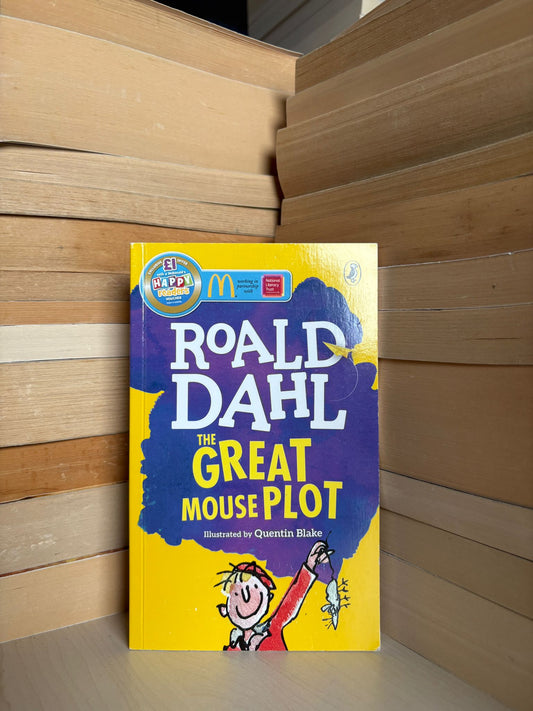 £1
HAPPY
readers
working in
partnership
with
National
Literacy
Trust
ROALD
DAHL
THE
GREAT
MOUSE PLOT
Illustrated by Quentin Blake